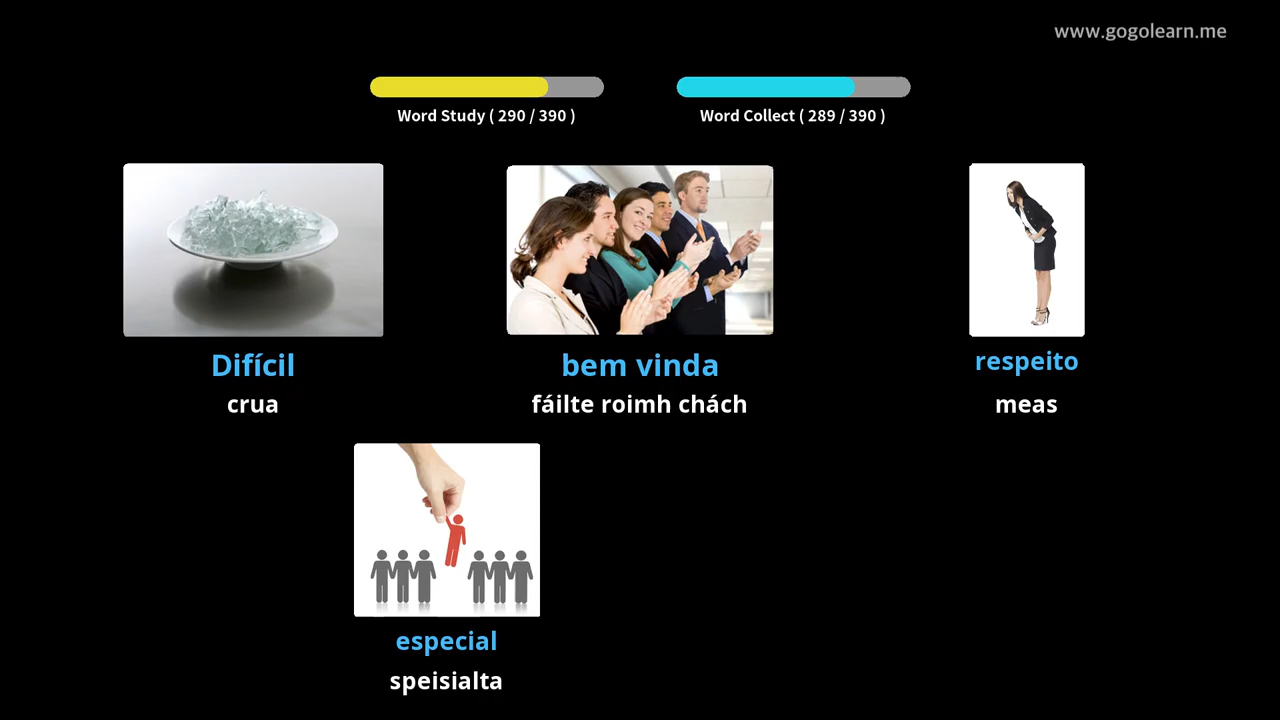 www.gogolearn.me
Word Study ( 290 / 390 )
Word Collect ( 289 / 390 )
Difícil
crua
bem vinda
fáilte roimh chách
respeito
meas
especial
speisialta